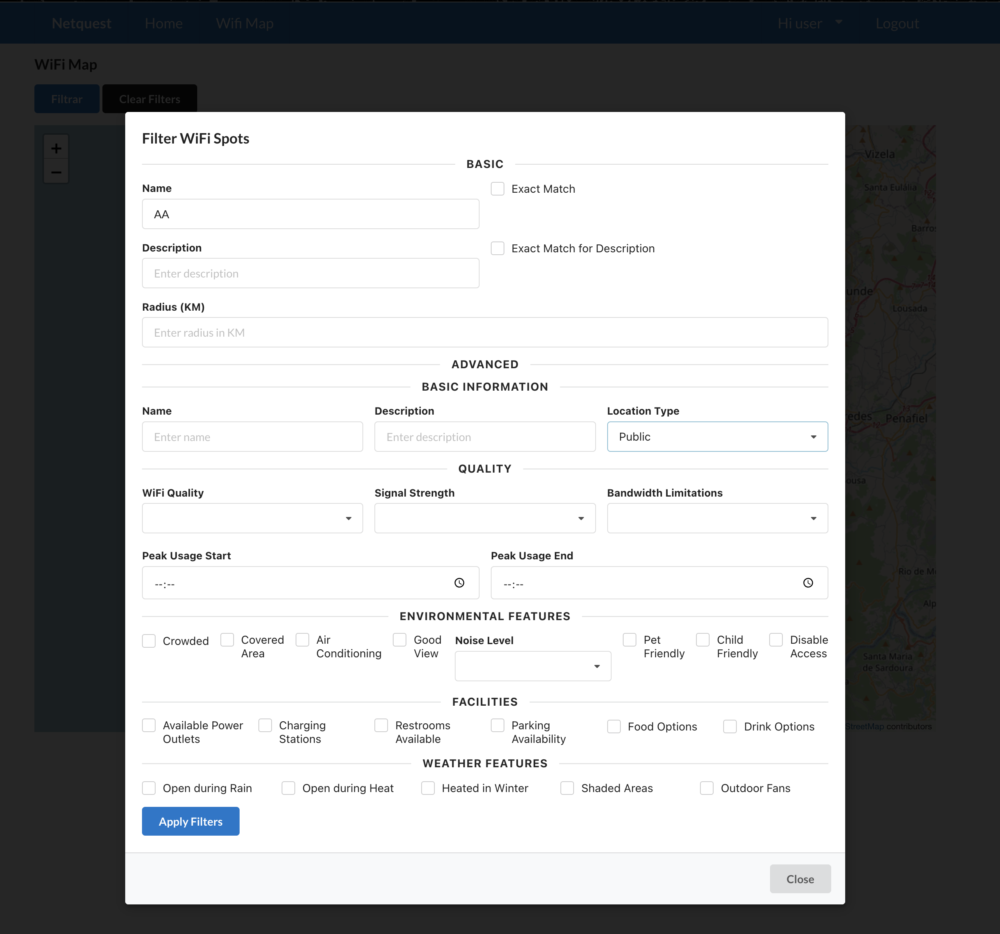 Netquest Home Wifi Map Hi user Logout
WiFi Map
Filtrar Clear Filters
+
−
Filter WiFi Spots
BASIC
Name
Exact Match
AA
Description
Exact Match for Description
Enter description
Radius (KM)
Enter radius in KM
ADVANCED
BASIC INFORMATION
Name Description Location Type
Enter name Enter description Public
QUALITY
WiFi Quality Signal Strength Bandwidth Limitations
Peak Usage Start Peak Usage End
--:-- --:--
ENVIRONMENTAL FEATURES
Crowded
Covered
Area
Air
Conditioning
Good
View
Noise Level
Pet
Friendly
Child
Friendly
Disable
Access
FACILITIES
Available Power
Outlets
Charging
Stations
Restrooms
Available
Parking
Availability
Food Options
Drink Options
WEATHER FEATURES
Open during Rain Open during Heat Heated in Winter Shaded Areas Outdoor Fans
Apply Filters
Close
Vizela
Santa Eulália
12
Barros
14
unde
Lousada
13
edes Penafiel
12
ousa
Rio de Mo
Alp
Santa Maria
de Sardoura
StreetMap contributors